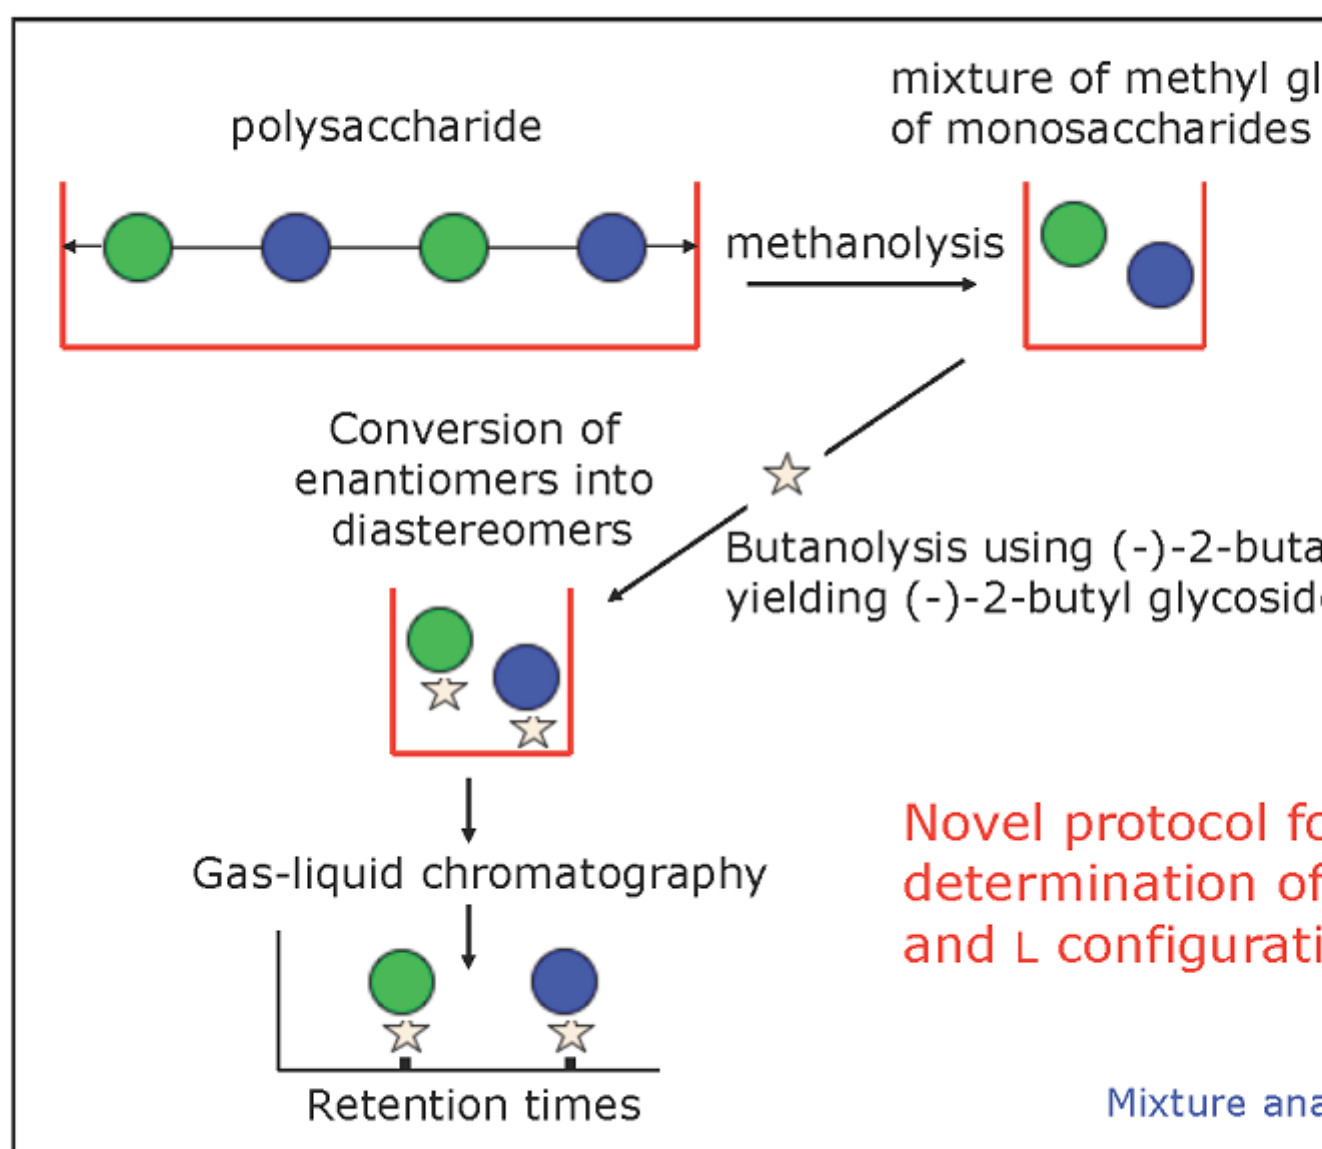 polysaccharide
mixture of methyl gl
of monosaccharides
methanolysis
Conversion of
enantiomers into
diastereomers
Butanolysis using (-)-2-buta
yielding (-)-2-butyl glycosid
Gas-liquid chromatography
Novel protocol fo
determination of
and L configurati
Retention times
Mixture ana